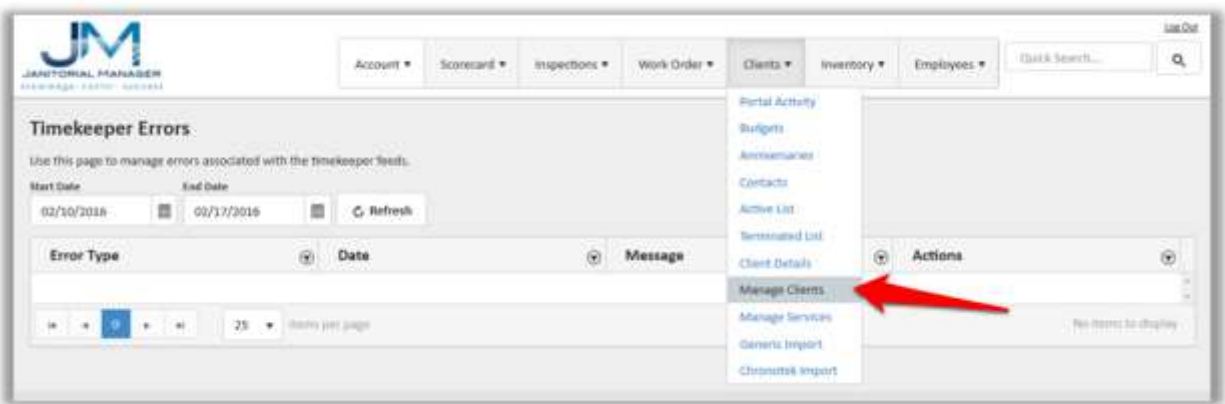 Log Out
JM
JANITORIAL MANAGER
Account Scorecard Inspections Work Order Clients Inventory Employees Quick Search...
Timekeeper Errors
Use this page to manage errors associated with the timekeeper feeds.
Start Date End Date
02/10/2016 02/17/2016 Refresh
Error Type Date Message Actions
0 25 items per page No items to display
Portal Activity
Budgets
Anniversaries
Contacts
Active List
Terminated List
Client Details
Manage Clients
Manage Services
Generic Import
Chronotek Import